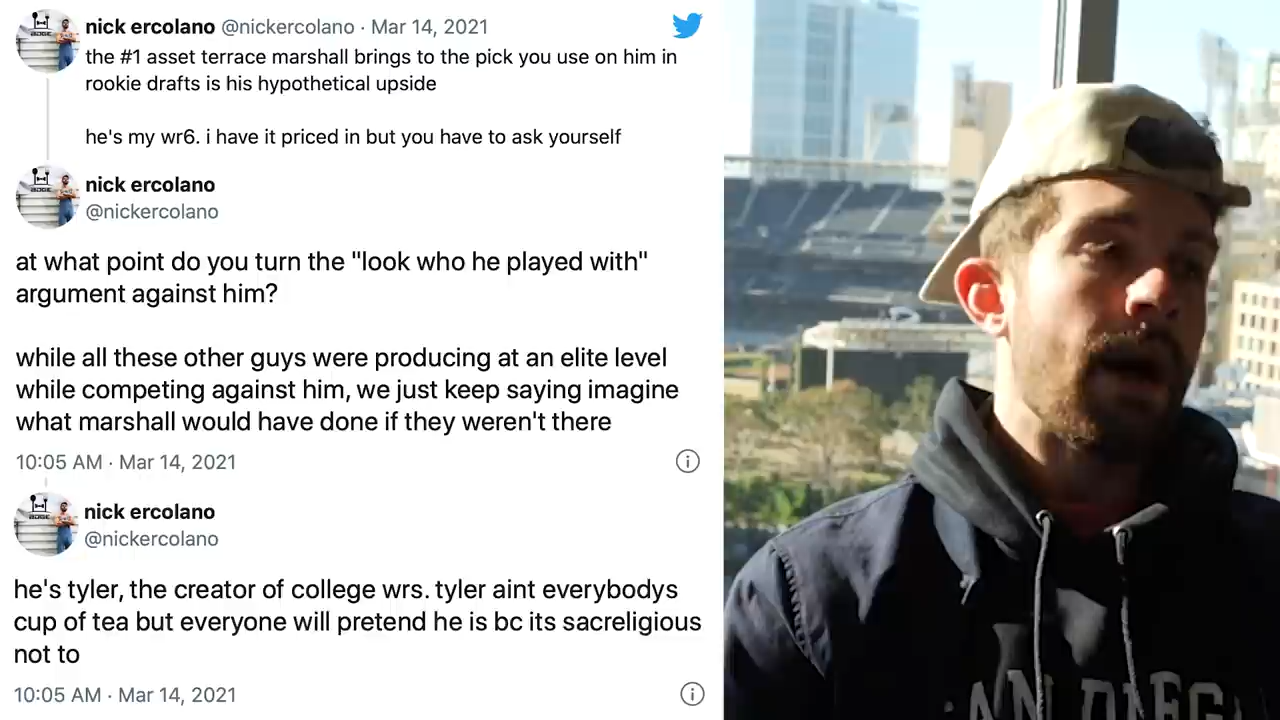 nick ercolano @nickercolano · Mar 14, 2021
the #1 asset terrace marshall brings to the pick you use on him in
rookie drafts is his hypothetical upside
he's my wr6. i have it priced in but you have to ask yourself
nick ercolano
@nickercolano
at what point do you turn the "look who he played with"
argument against him?
while all these other guys were producing at an elite level
while competing against him, we just keep saying imagine
what marshall would have done if they weren't there
10:05 AM · Mar 14, 2021
nick ercolano
@nickercolano
he's tyler, the creator of college wrs. tyler aint everybodys
cup of tea but everyone will pretend he is bc its sacreligious
not to
10:05 AM · Mar 14, 2021
AN DIEG